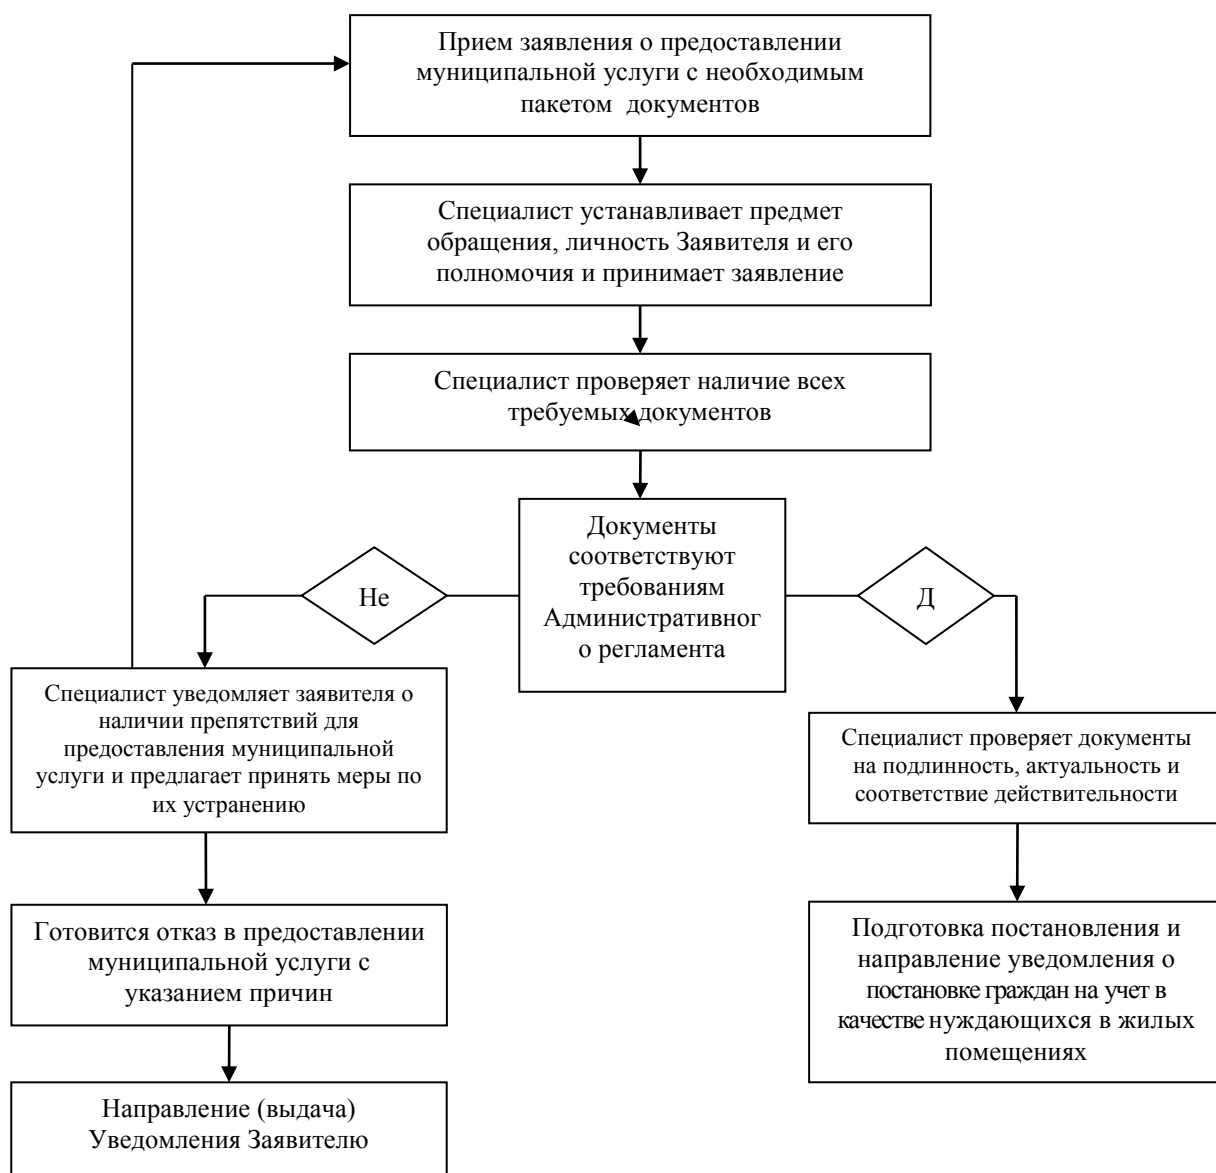 Прием заявления о предоставлении
муниципальной услуги с необходимым
пакетом документов
Специалист устанавливает предмет
обращения, личность Заявителя и его
полномочия и принимает заявление
Специалист проверяет наличие всех
требуемых документов
Документы
соответствуют
требованиям
Административног
о регламента
Не
Д
Специалист уведомляет заявителя о
наличии препятствий для
предоставления муниципальной
услуги и предлагает принять меры по
их устранению
Специалист проверяет документы
на подлинность, актуальность и
соответствие действительности
Готовится отказ в предоставлении
муниципальной услуги с
указанием причин
Подготовка постановления и
направление уведомления о
постановке граждан на учет в
качестве нуждающихся в жилых
помещениях
Направление (выдача)
Уведомления Заявителю